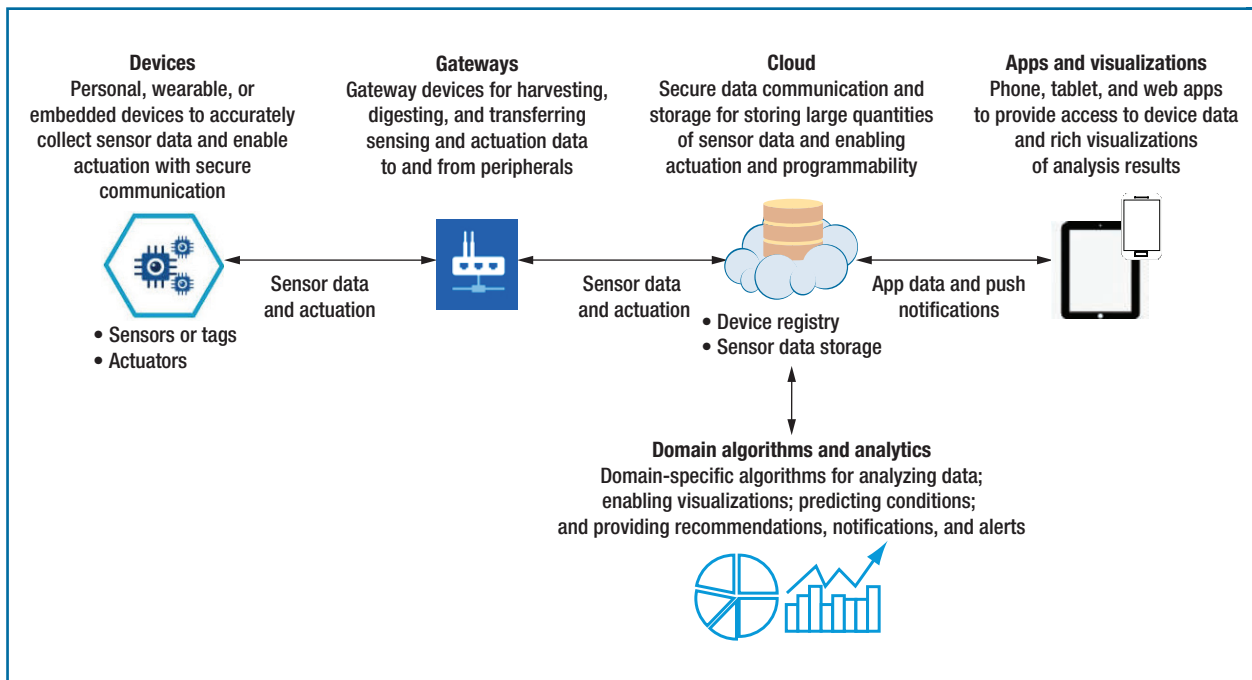 Devices
Personal, wearable, or
embedded devices to accurately
collect sensor data and enable
actuation with secure
communication
Gateways
Gateway devices for harvesting,
digesting, and transferring
sensing and actuation data
to and from peripherals
Cloud
Secure data communication and
storage for storing large quantities
of sensor data and enabling
actuation and programmability
Apps and visualizations
Phone, tablet, and web apps
to provide access to device data
and rich visualizations
of analysis results
Sensor data
and actuation
Sensor data
and actuation
App data and push
notifications
• Sensors or tags
• Actuators
• Device registry
• Sensor data storage
Domain algorithms and analytics
Domain-specific algorithms for analyzing data;
enabling visualizations; predicting conditions;
and providing recommendations, notifications, and alerts